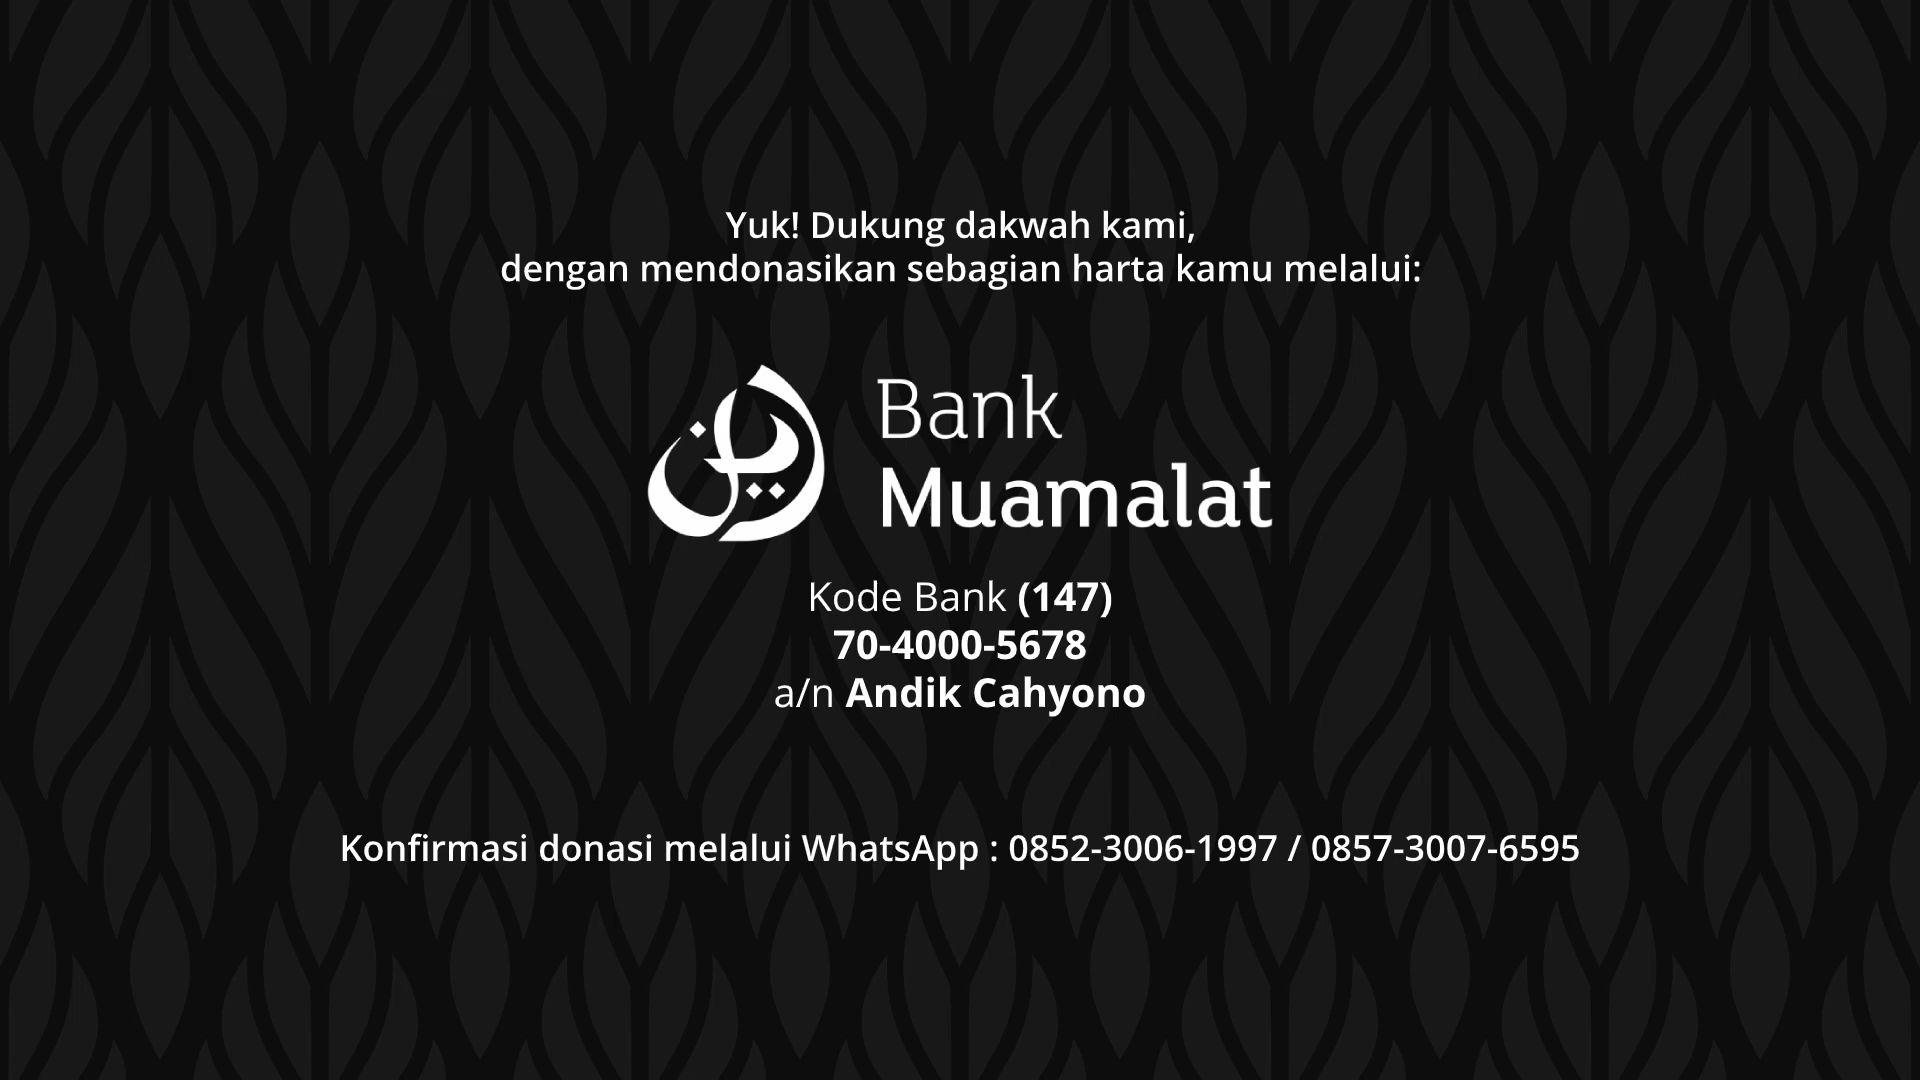 Yuk! Dukung dakwah kami,
dengan mendonasikan sebagian harta kamu melalui:
Bank
Muamalat
Kode Bank (147)
70-4000-5678
a/n Andik Cahyono
Konfirmasi donasi melalui WhatsApp : 0852-3006-1997 / 0857-3007-6595